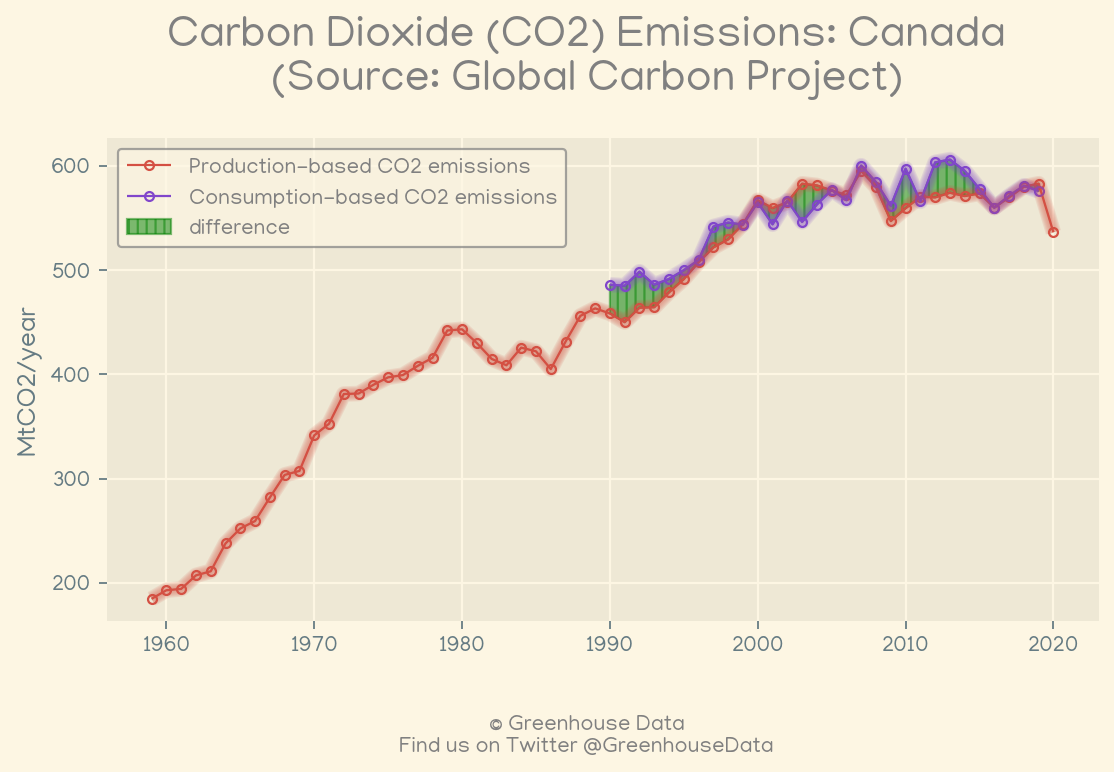 Carbon Dioxide (CO2) Emissions: Canada
(Source: Global Carbon Project)
Production-based CO2 emissions
Consumption-based CO2 emissions
difference
600
500
400
300
200
MtCO2/year
1960 1970 1980 1990 2000 2010 2020
© Greenhouse Data
Find us on Twitter @GreenhouseData